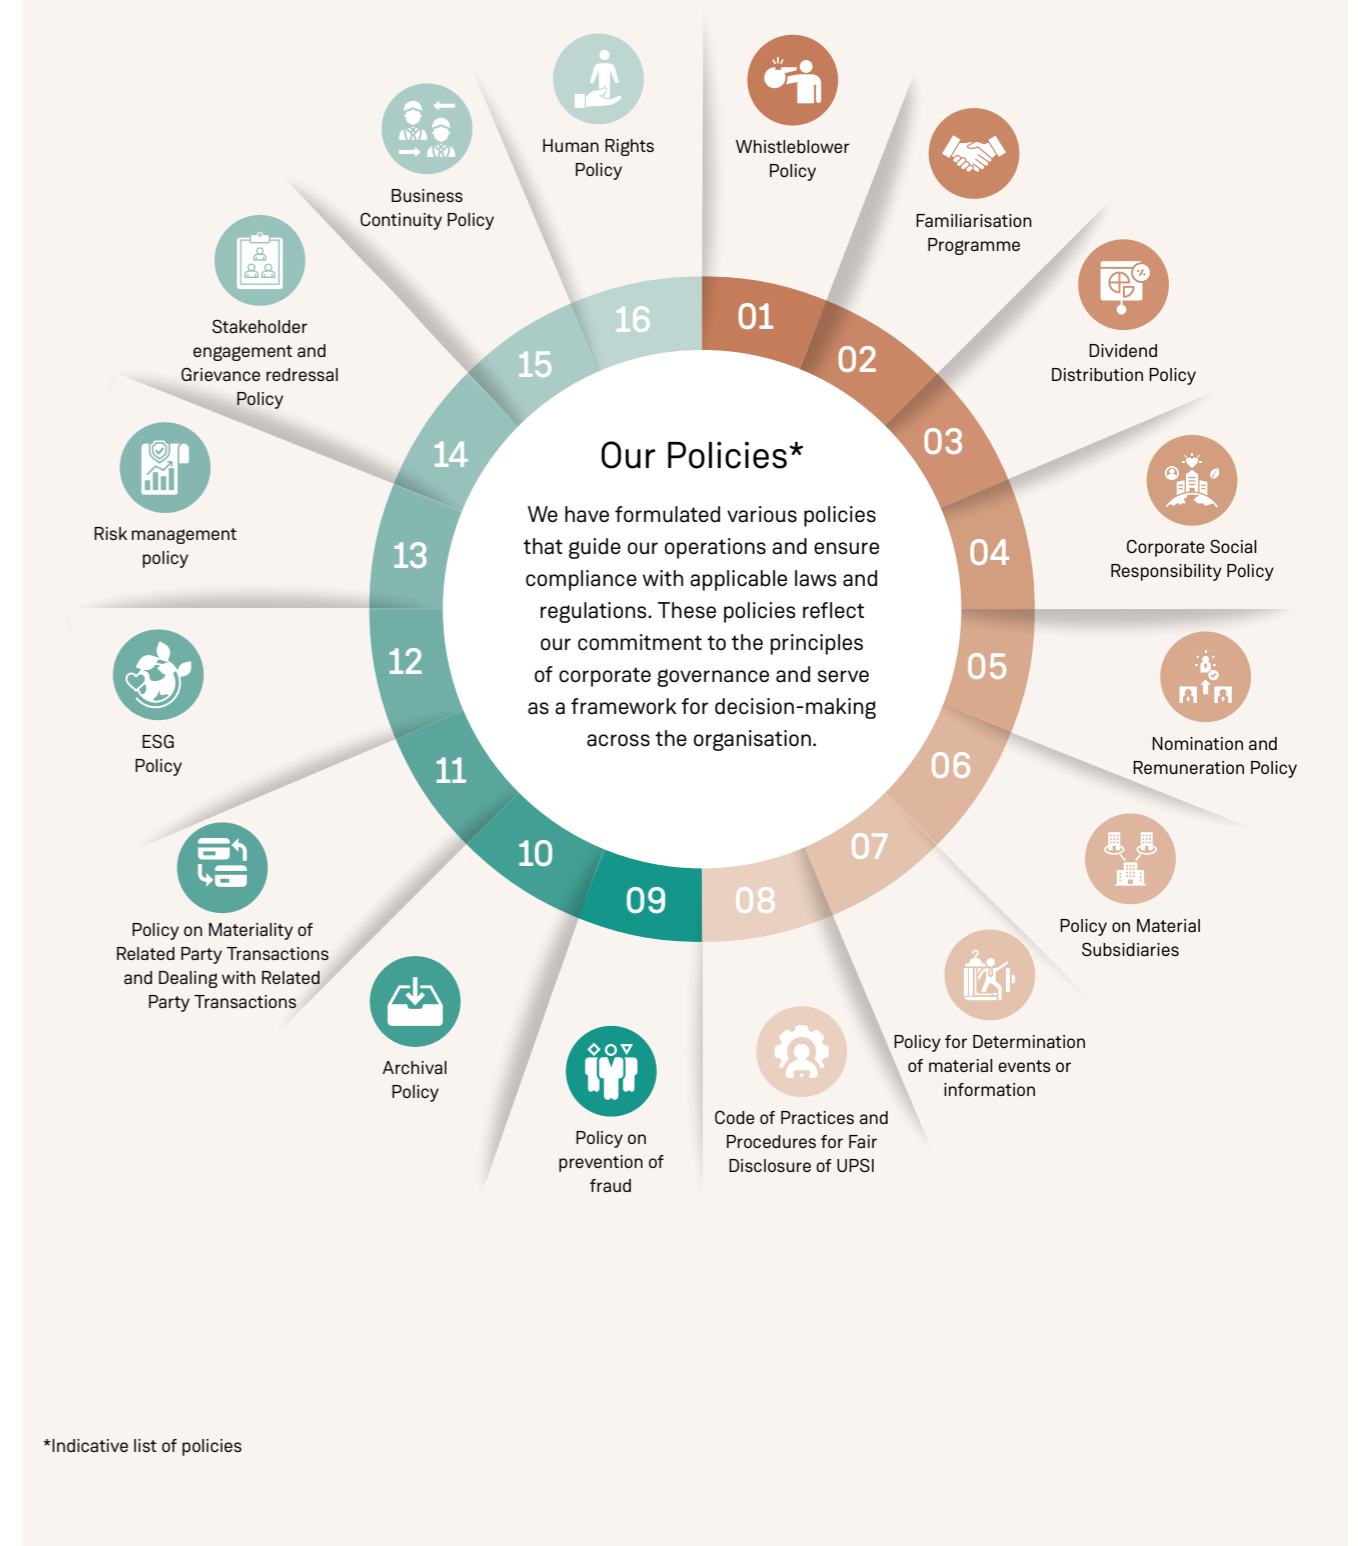 Our Policies*
We have formulated various policies
that guide our operations and ensure
compliance with applicable laws and
regulations. These policies reflect
our commitment to the principles
of corporate governance and serve
as a framework for decision-making
across the organisation.
01
Whistleblower
Policy
02
Familiarisation
Programme
03
Dividend
Distribution Policy
04
Corporate Social
Responsibility Policy
05
Nomination and
Remuneration Policy
06
Policy on Material
Subsidiaries
07
Policy for Determination
of material events or
information
08
Code of Practices and
Procedures for Fair
Disclosure of UPSI
09
Policy on
prevention of
fraud
10
Archival
Policy
11
Policy on Materiality of
Related Party Transactions
and Dealing with Related
Party Transactions
12
ESG
Policy
13
Risk management
policy
14
Stakeholder
engagement and
Grievance redressal
Policy
15
Business
Continuity Policy
16
Human Rights
Policy
*Indicative list of policies